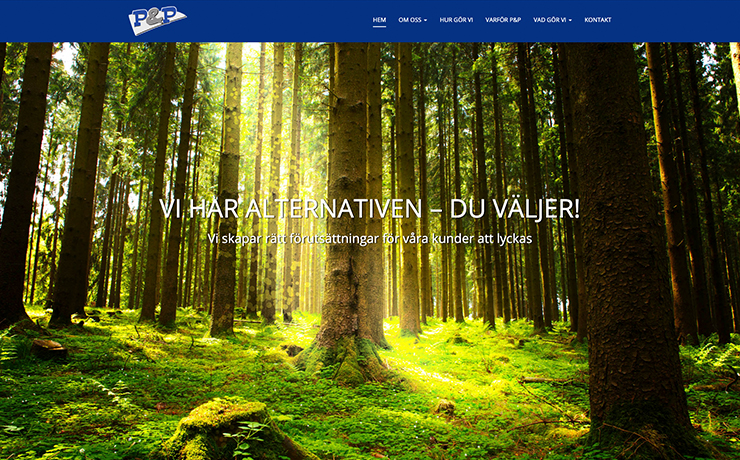 P&P
HEM OM OSS HUR GÖR VI VARFÖR P&P VAD GÖR VI KONTAKT
VI HAR ALTERNATIVEN – DU VÄLJER!
Vi skapar rätt förutsättningar för våra kunder att lyckas